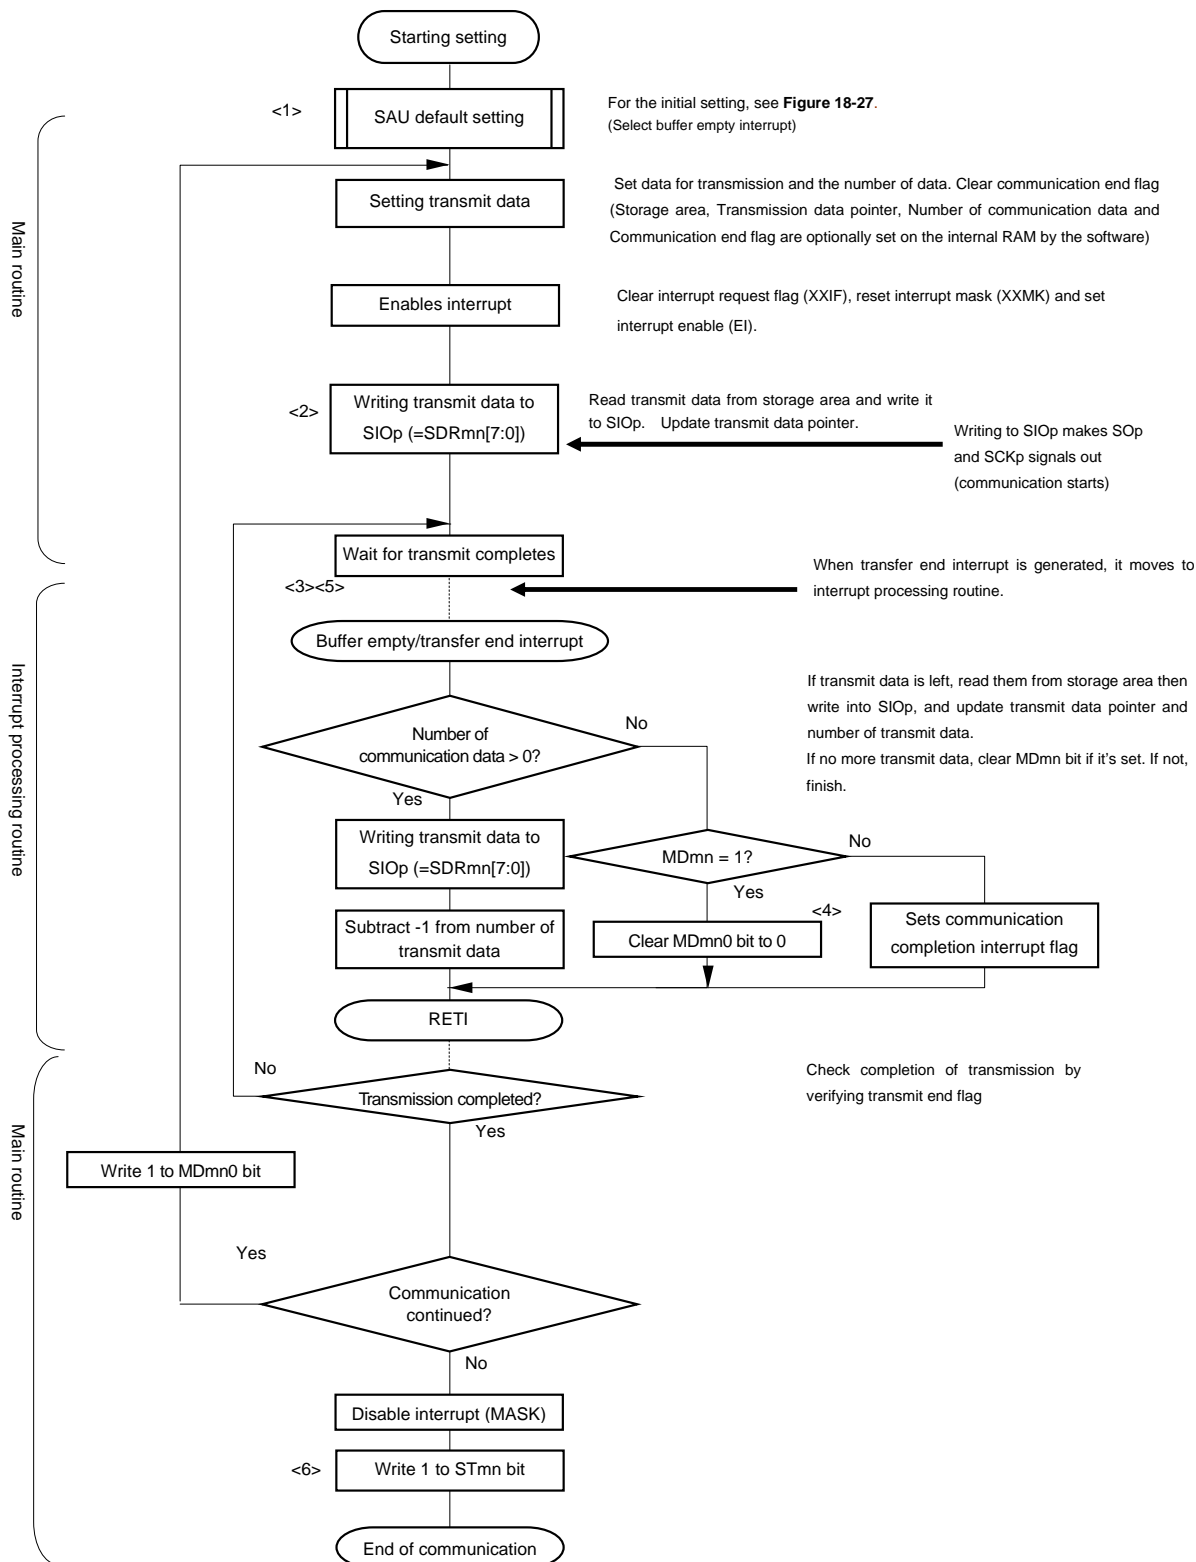 Starting setting
<1>
SAU default setting
For the initial setting, see Figure 18-27.
(Select buffer empty interrupt)
Main routine
Setting transmit data
Set data for transmission and the number of data. Clear communication end flag
(Storage area, Transmission data pointer, Number of communication data and
Communication end flag are optionally set on the internal RAM by the software)
Enables interrupt
Clear interrupt request flag (XXIF), reset interrupt mask (XXMK) and set
interrupt enable (EI).
<2>
Writing transmit data to
SIOp (=SDRmn[7:0])
Read transmit data from storage area and write it
to SIOp. Update transmit data pointer.
Writing to SIOp makes SOp
and SCKp signals out
(communication starts)
Wait for transmit completes
<3><5>
When transfer end interrupt is generated, it moves to
interrupt processing routine.
Interrupt processing routine
Buffer empty/transfer end interrupt
Number of
communication data > 0?
No
Yes
If transmit data is left, read them from storage area then
write into SIOp, and update transmit data pointer and
number of transmit data.
If no more transmit data, clear MDmn bit if it's set. If not,
finish.
Writing transmit data to
SIOp (=SDRmn[7:0])
MDmn = 1?
No
Yes
<4>
Subtract -1 from number of
transmit data
Clear MDmn0 bit to 0
Sets communication
completion interrupt flag
RETI
Main routine
No
Transmission completed?
Yes
Check completion of transmission by
verifying transmit end flag
Write 1 to MDmn0 bit
Yes
Communication
continued?
No
Disable interrupt (MASK)
<6>
Write 1 to STmn bit
End of communication